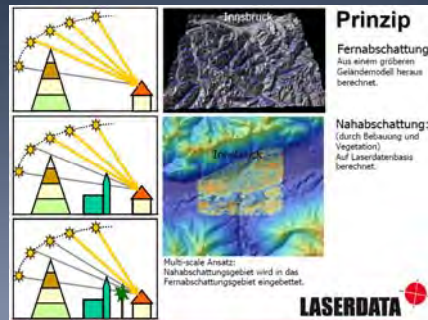 Innsbruck
Prinzip
Fernabschattung:
Aus einem gröberen
Geländemodell heraus
berechnet.
Nahabschattung:
(durch Bebauung und
Vegetation)
Auf Laserdatenbasis
berechnet.
Innsbruck
Multi-scale Ansatz:
Nahabschattungsgebiet wird in das
Fernabschattungsgebiet eingebettet.
LASERDATA